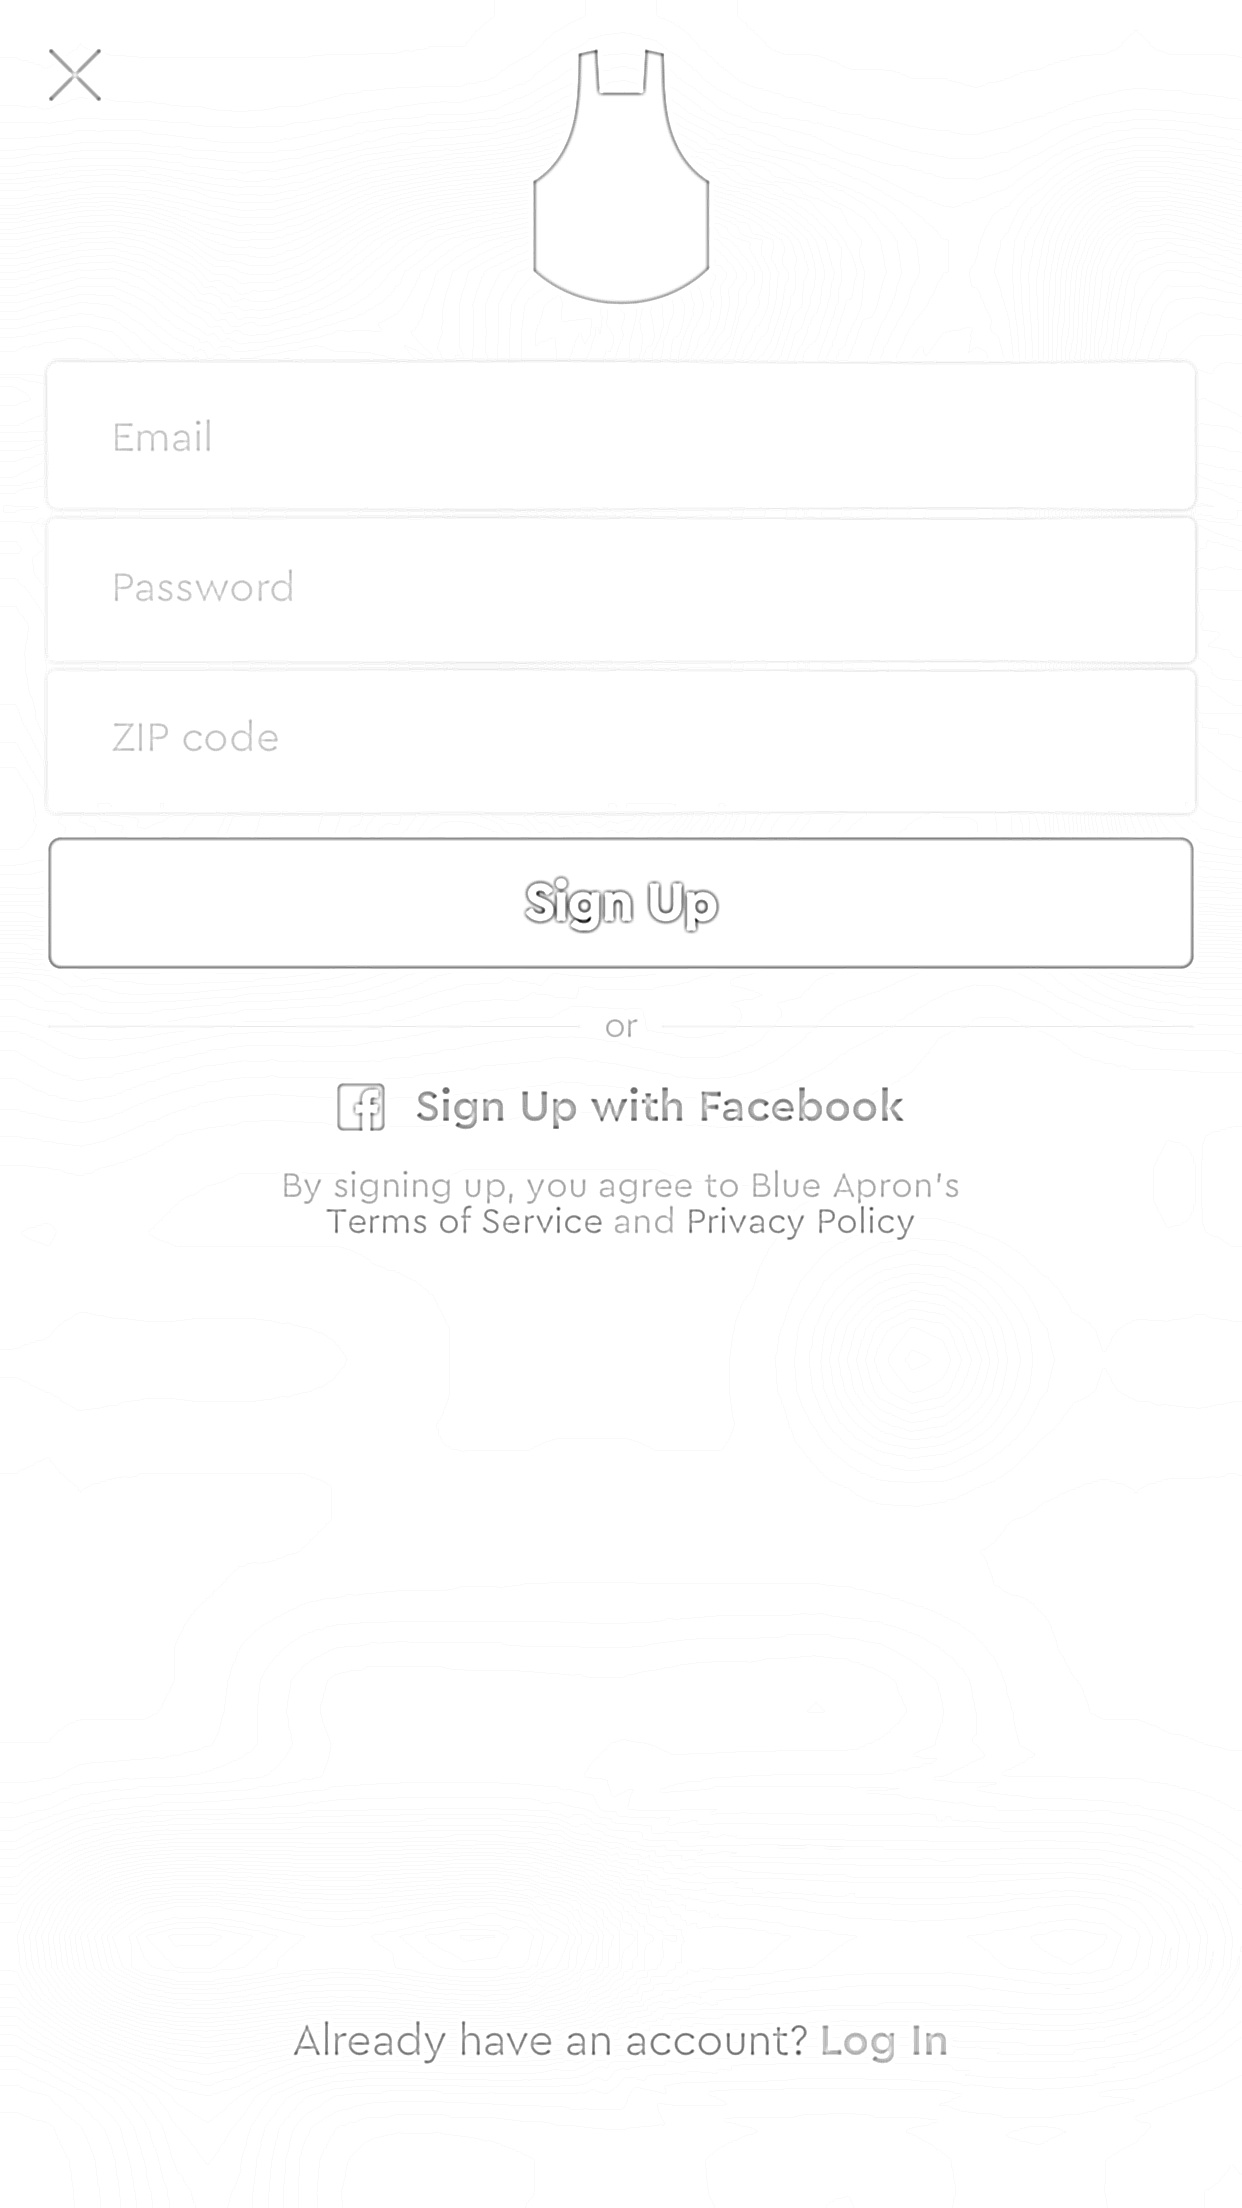 Email
Password
ZIP code
Sign Up
or
Sign Up with Facebook
By signing up, you agree to Blue Apron's
Terms of Service and Privacy Policy
Already have an account? Log In